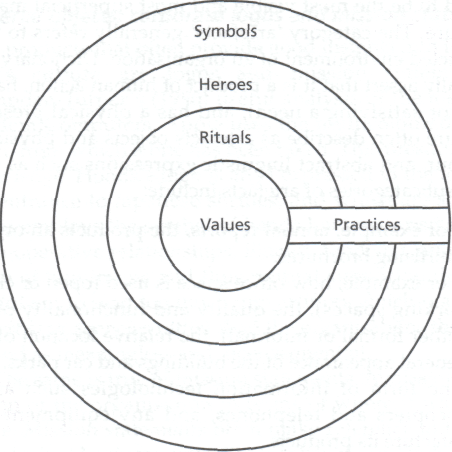 Symbols
Heroes
Rituals
Values
Practices